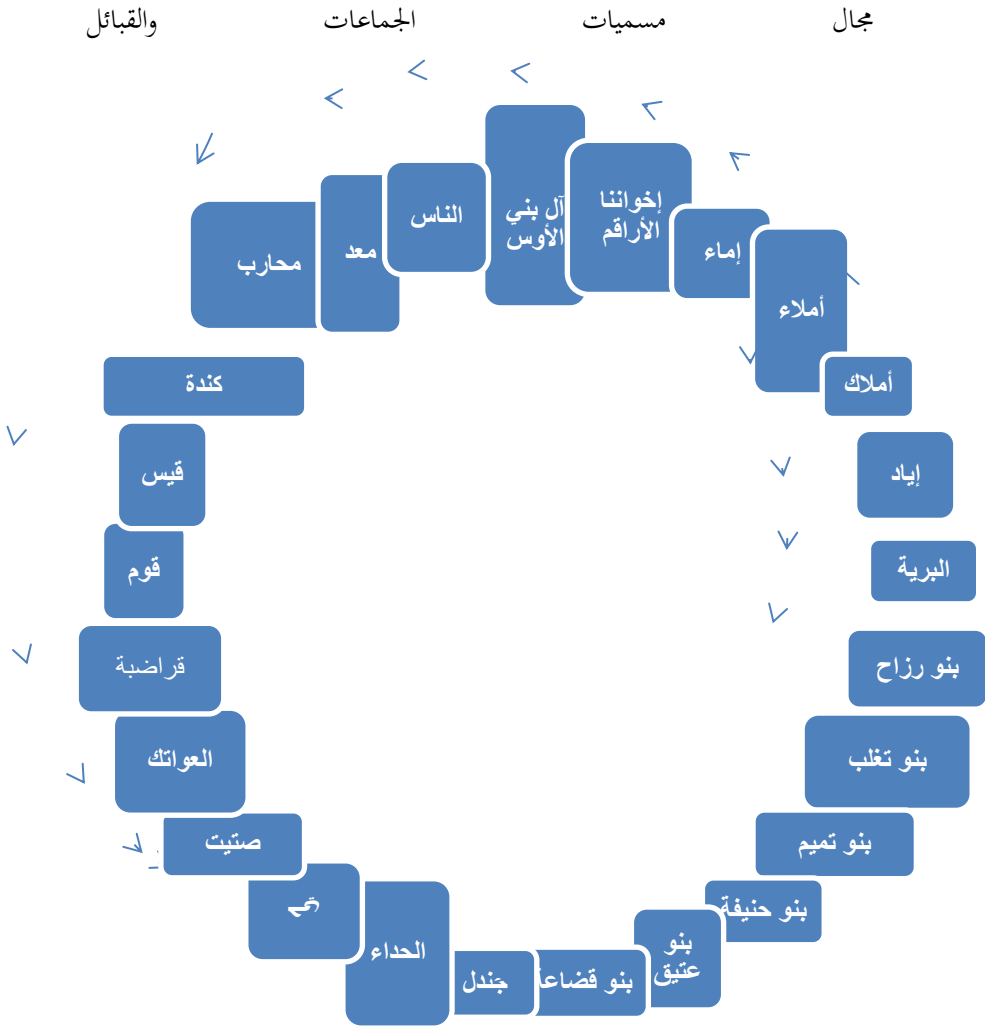 مجال مسميات الجماعات والقبائل
آل بني
الأوس
إخواننا
الأراقم
إماء
أملاء
أملاك
إياد
البرية
بنو رزاح
بنو تغلب
بنو تميم
بنو حنيفة
بنو
عتيق
بنو قضاعة
جندل
الحداء
صتيت
العواتك
قراضبة
قوم
قيس
كندة
محارب
معد
الناس